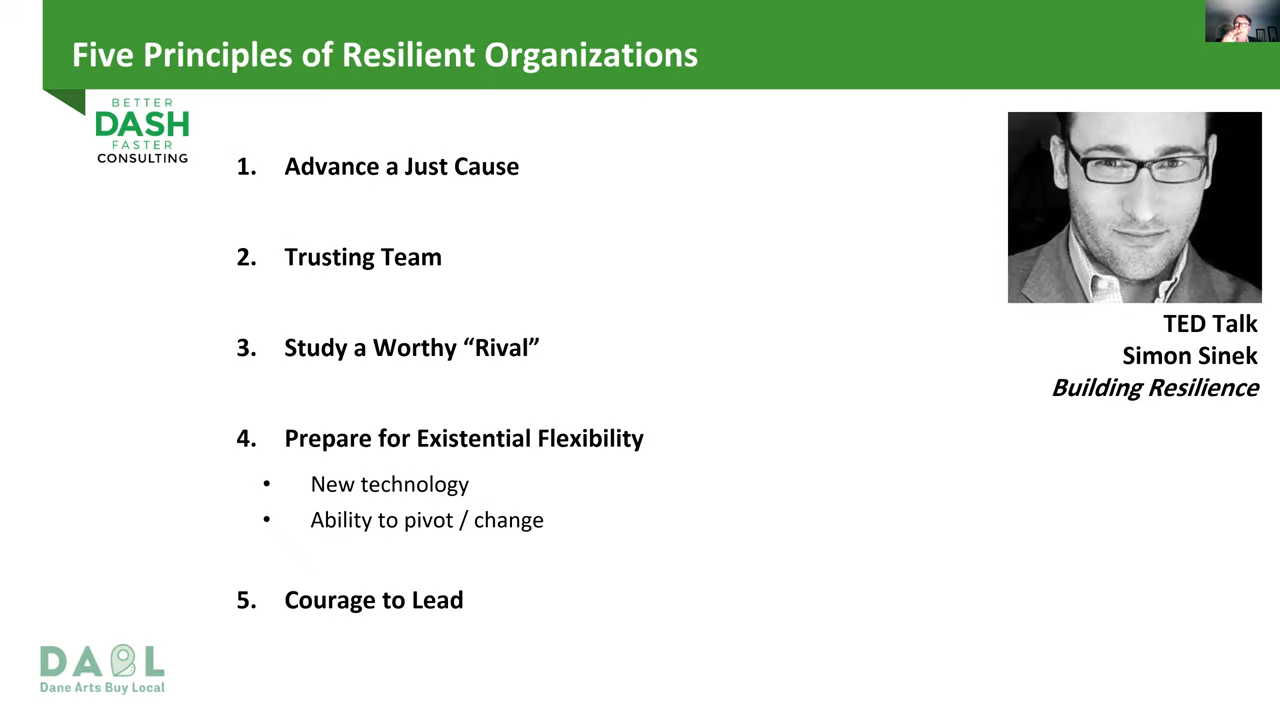 Five Principles of Resilient Organizations
BETTER
DASH
FASTER
CONSULTING
1. Advance a Just Cause
2. Trusting Team
3. Study a Worthy “Rival”
4. Prepare for Existential Flexibility
• New technology
• Ability to pivot / change
5. Courage to Lead
TED Talk
Simon Sinek
Building Resilience
DABL
Dane Arts Buy Local